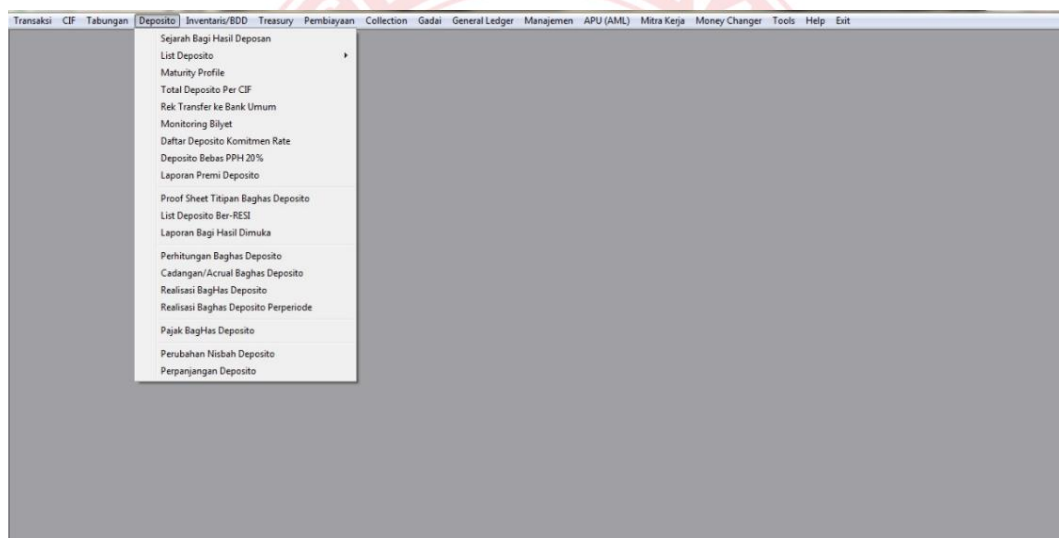 Transaksi CIF Tabungan Deposito Inventaris/BDD Treasury Pembiayaan Collection Gadai General Ledger Manajemen APU (AML) Mitra Kerja Money Changer Tools Help Exit
Sejarah Bagi Hasil Deposan
List Deposito
Maturity Profile
Total Deposito Per CIF
Rek Transfer ke Bank Umum
Monitoring Bilyet
Daftar Deposito Komitmen Rate
Deposito Bebas PPH 20%
Laporan Premi Deposito
Proof Sheet Titipan Baghas Deposito
List Deposito Ber-RESI
Laporan Bagi Hasil Dimuka
Perhitungan Baghas Deposito
Cadangan/Acrual Baghas Deposito
Realisasi BagHas Deposito
Realisasi Baghas Deposito Perperiode
Pajak BagHas Deposito
Perubahan Nisbah Deposito
Perpanjangan Deposito